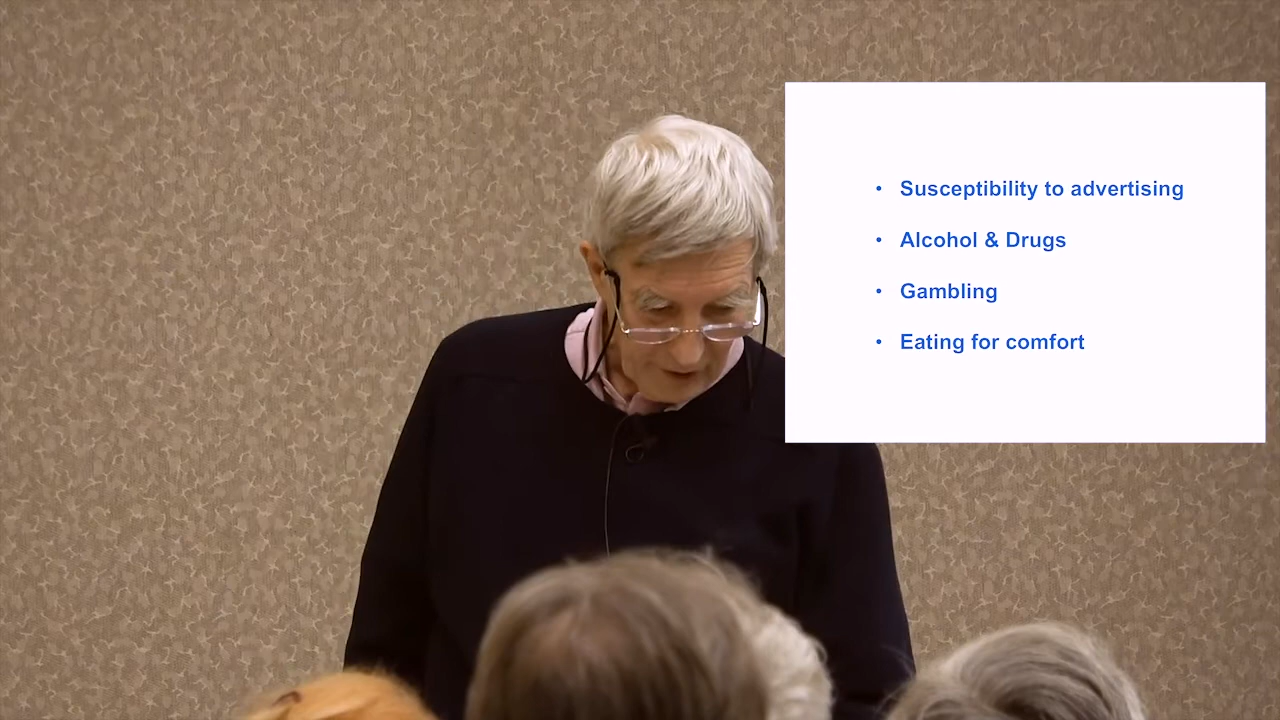 • Susceptibility to advertising
• Alcohol & Drugs
• Gambling
• Eating for comfort